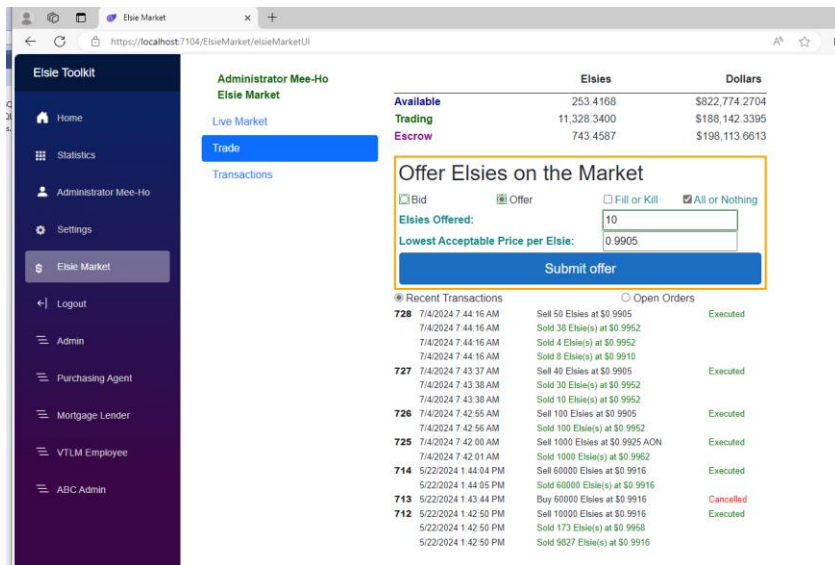 Elsie Market
https://localhost:7104/ElsieMarket/elsieMarketUI
Elsie Toolkit
Home
Statistics
Administrator Mee-Ho
Settings
Elsie Market
Logout
Admin
Purchasing Agent
Mortgage Lender
VTLM Employee
ABC Admin
Administrator Mee-Ho
Elsie Market
Live Market
Trade
Transactions
Elsies Dollars
Available 253.4168 $822,774.2704
Trading 11,328.3400 $188,142.3395
Escrow 743.4587 $198,113.6613
Offer Elsies on the Market
Bid Offer Fill or Kill All or Nothing
Elsies Offered: 10
Lowest Acceptable Price per Elsie: 0.9905
Submit offer
Recent Transactions Open Orders
728 7/4/2024 7:44:16 AM Sell 50 Elsies at $0.9905 Executed
7/4/2024 7:44:16 AM Sold 38 Elsie(s) at $0.9952
7/4/2024 7:44:16 AM Sold 4 Elsie(s) at $0.9952
7/4/2024 7:44:16 AM Sold 8 Elsie(s) at $0.9910
727 7/4/2024 7:43:37 AM Sell 40 Elsies at $0.9905 Executed
7/4/2024 7:43:38 AM Sold 30 Elsie(s) at $0.9952
7/4/2024 7:43:38 AM Sold 10 Elsie(s) at $0.9952
726 7/4/2024 7:42:55 AM Sell 100 Elsies at $0.9905 Executed
7/4/2024 7:42:56 AM Sold 100 Elsie(s) at $0.9952
725 7/4/2024 7:42:00 AM Sell 1000 Elsies at $0.9925 AON Executed
7/4/2024 7:42:01 AM Sold 1000 Elsie(s) at $0.9962
714 5/22/2024 1:44:04 PM Sell 60000 Elsies at $0.9916 Executed
5/22/2024 1:44:05 PM Sold 60000 Elsie(s) at $0.9916
713 5/22/2024 1:43:44 PM Buy 60000 Elsies at $0.9916 Cancelled
712 5/22/2024 1:42:50 PM Sell 10000 Elsies at $0.9916 Executed
5/22/2024 1:42:50 PM Sold 173 Elsie(s) at $0.9958
5/22/2024 1:42:50 PM Sold 9827 Elsie(s) at $0.9916